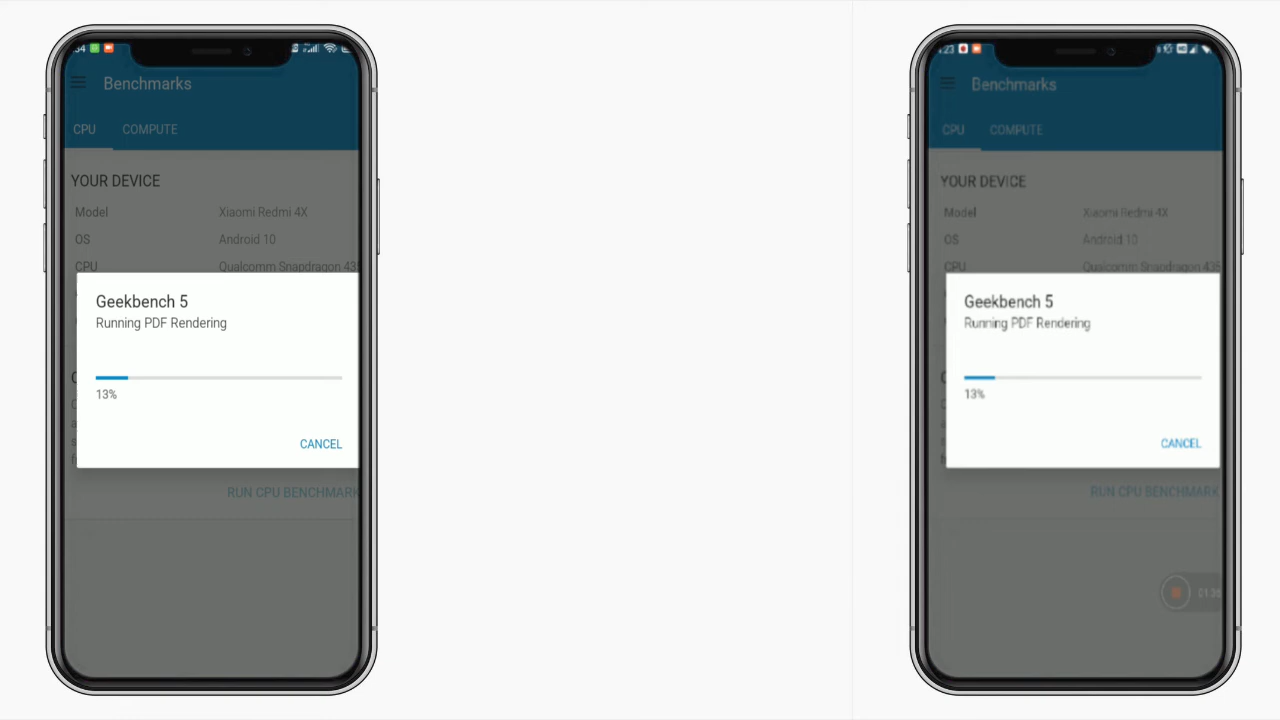 Benchmarks
CPU COMPUTE
YOUR DEVICE
Model Xiaomi Redmi 4X
OS Android 10
CPU Qualcomm Snapdragon 435
Geekbench 5
Running PDF Rendering
13%
CANCEL
RUN CPU BENCHMARK
Benchmarks
CPU COMPUTE
YOUR DEVICE
Model Xiaomi Redmi 4X
OS Android 10
CPU Qualcomm Snapdragon 435
Geekbench 5
Running PDF Rendering
13%
CANCEL
RUN CPU BENCHMARK